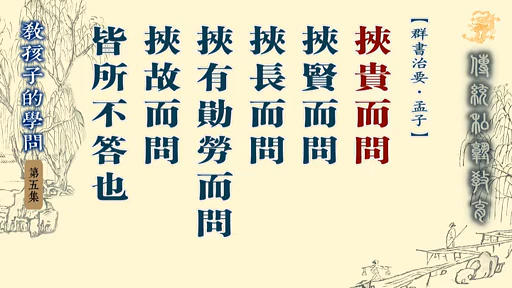 傳統私塾教育
【群書治要·孟子】
挾貴而問
挾賢而問
挾長而問
挾有勛勞而問
挾故而問
皆所不答也
教孩子的學問
第五集